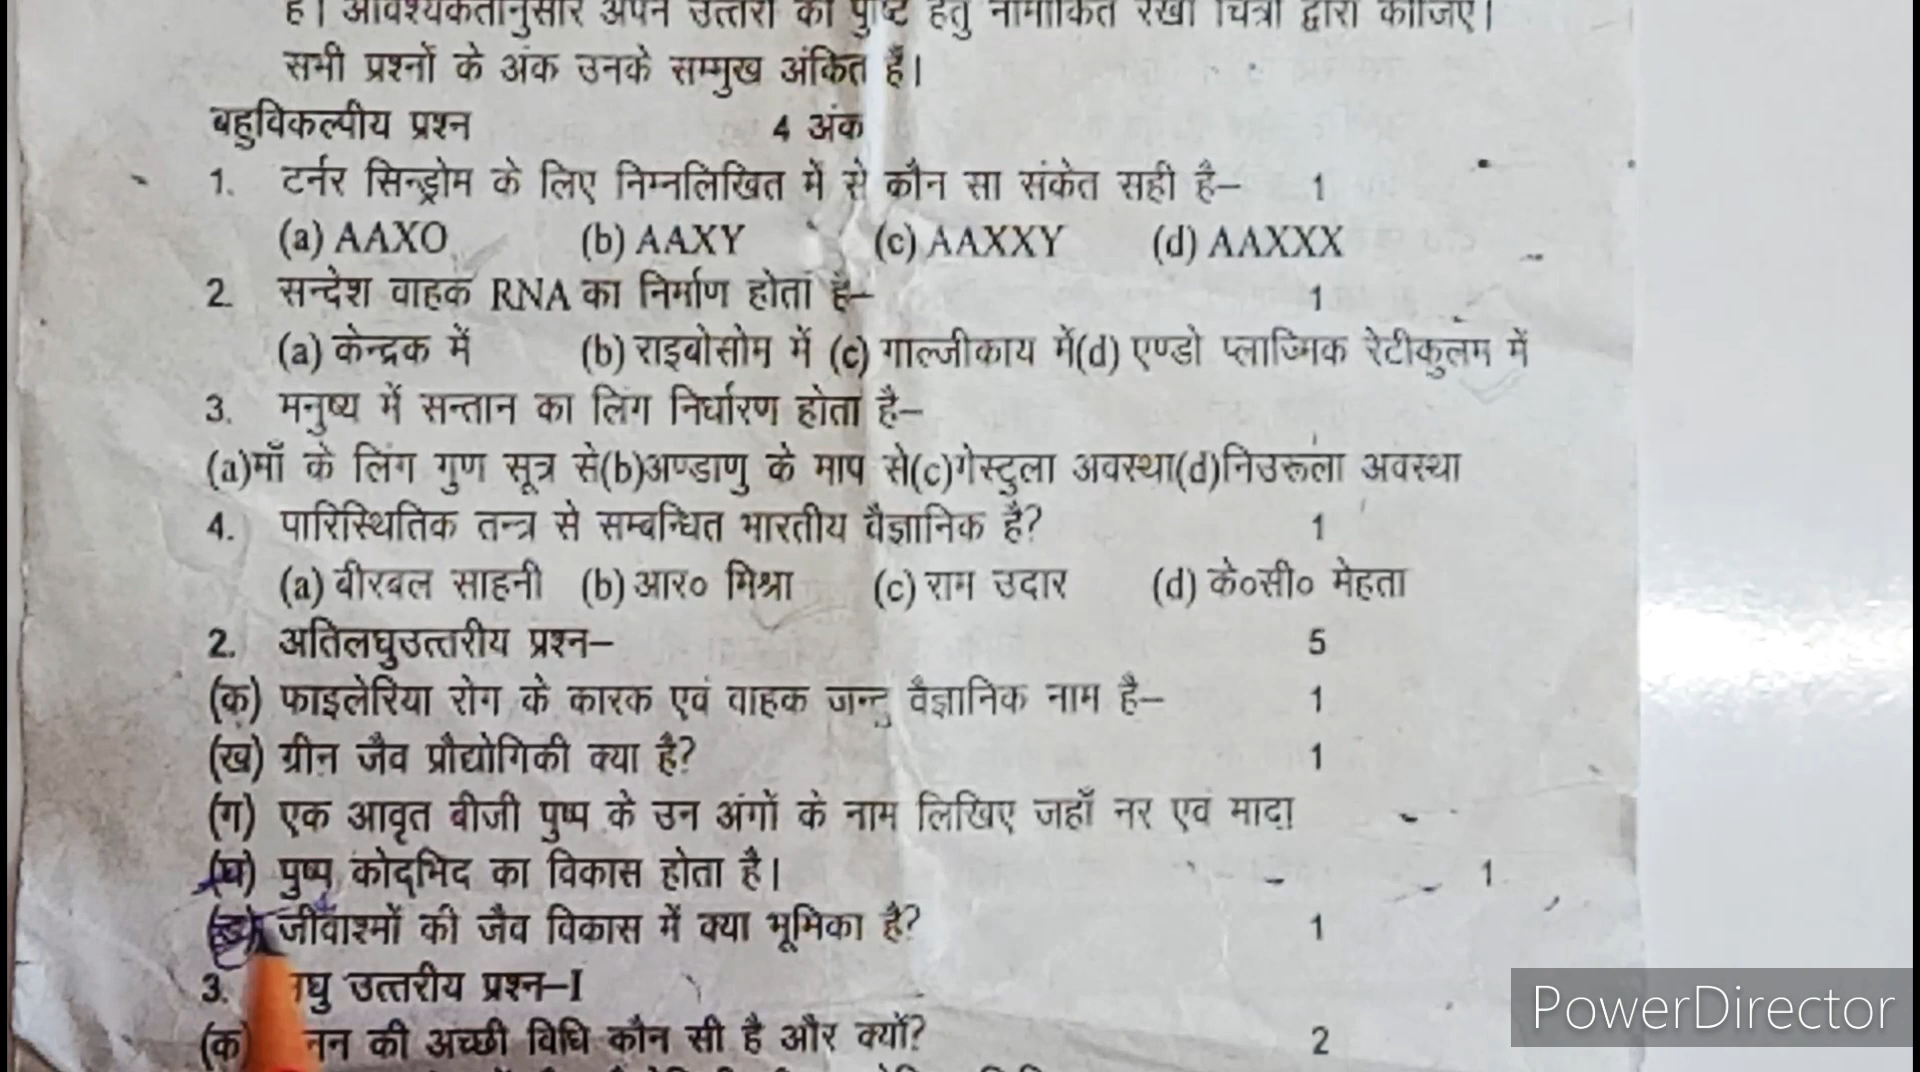 है। आवश्यकतानुसार अपने उत्तरों की पुष्टि हेतु नामांकित रेखा चित्रों द्वारा कीजिए।
सभी प्रश्नों के अंक उनके सम्मुख अंकित हैं।
बहुविकल्पीय प्रश्न 4 अंक
1. टर्नर सिन्ड्रोम के लिए निम्नलिखित में से कौन सा संकेत सही है– 1
(a) AAXO (b) AAXY (c) AAXXY (d) AAXXX
2. सन्देश वाहक RNA का निर्माण होता है– 1
(a) केन्द्रक में (b) राइबोसोम में (c) गाल्जीकाय में(d) एण्डो प्लाज्मिक रेटीकुलम में
3. मनुष्य में सन्तान का लिंग निर्धारण होता है–
(a)माँ के लिंग गुण सूत्र से(b)अण्डाणु के माप से(c)गेस्टुला अवस्था(d)निउरूला अवस्था
4. पारिस्थितिक तन्त्र से सम्बन्धित भारतीय वैज्ञानिक है? 1
(a) बीरबल साहनी (b) आर० मिश्रा (c) राम उदार (d) के०सी० मेहता
2. अतिलघुउत्तरीय प्रश्न– 5
(क) फाइलेरिया रोग के कारक एवं वाहक जन्तु वैज्ञानिक नाम है– 1
(ख) ग्रीन जैव प्रौद्योगिकी क्या है? 1
(ग) एक आवृत बीजी पुष्प के उन अंगों के नाम लिखिए जहाँ नर एवं मादा
(घ) पुष्प कोद्भिद का विकास होता है। 1
(ड) जीवाश्मों की जैव विकास में क्या भूमिका है? 1
3. घु उत्तरीय प्रश्न–I
(क) नन की अच्छी विधि कौन सी है और क्यों? 2
PowerDirector